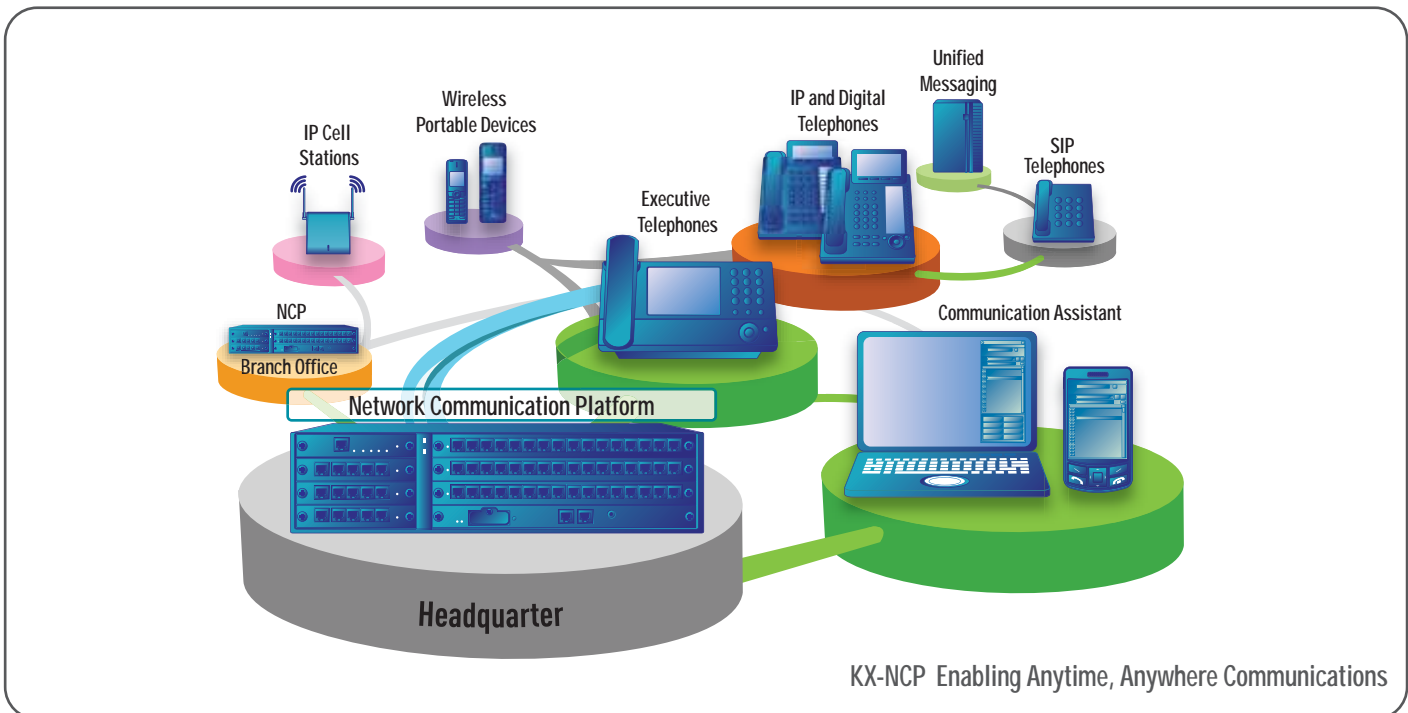 Unified
Messaging
Wireless
Portable Devices
IP and Digital
Telephones
IP Cell
Stations
SIP
Telephones
Executive
Telephones
NCP
Communication Assistant
Branch Office
Network Communication Platform
Headquarter
KX-NCP Enabling Anytime, Anywhere Communications